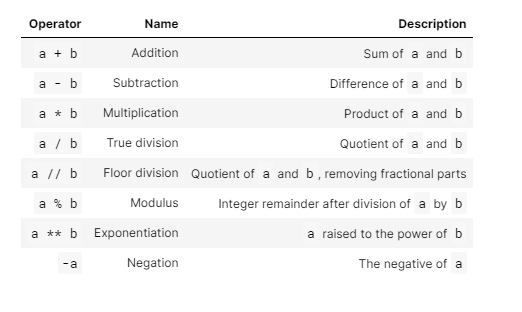 Operator Name Description
a + b Addition Sum of a and b
a - b Subtraction Difference of a and b
a * b Multiplication Product of a and b
a / b True division Quotient of a and b
a // b Floor division Quotient of a and b , removing fractional parts
a % b Modulus Integer remainder after division of a by b
a ** b Exponentiation a raised to the power of b
-a Negation The negative of a